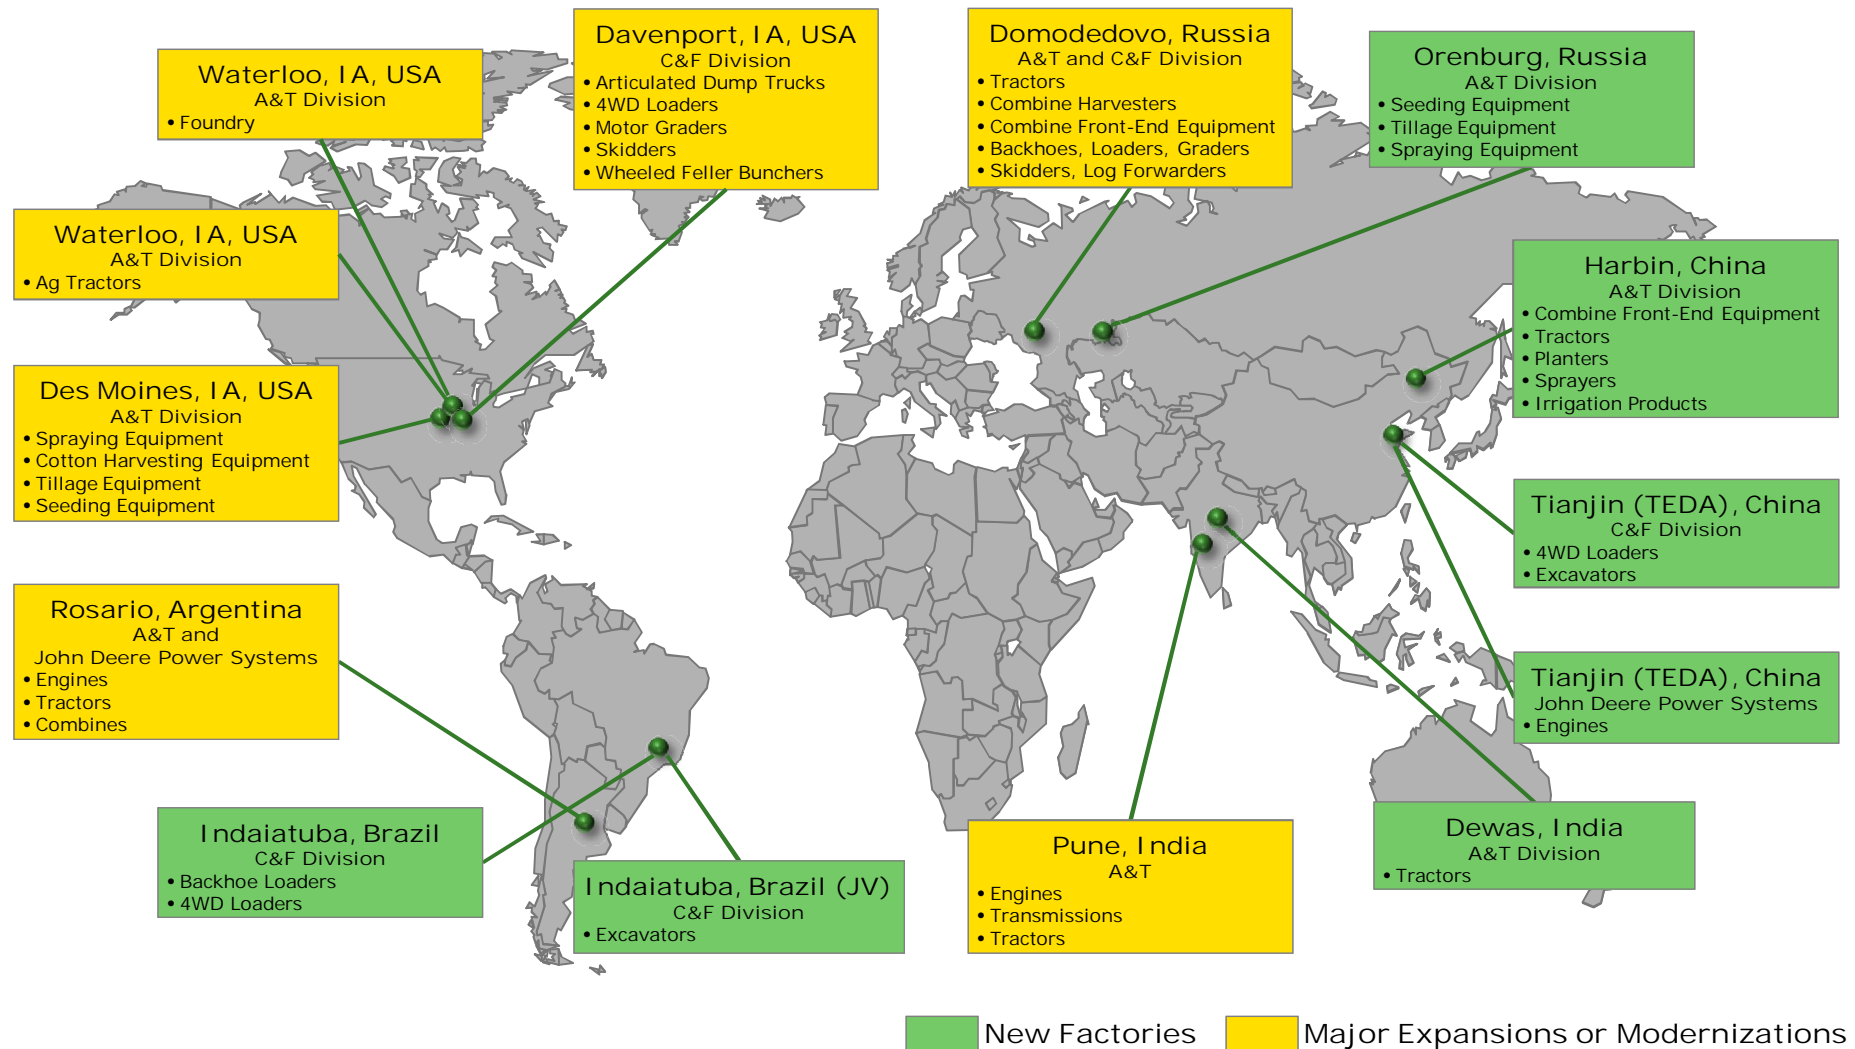 Waterloo, IA, USA
A&T Division
• Foundry
Davenport, IA, USA
C&F Division
• Articulated Dump Trucks
• 4WD Loaders
• Motor Graders
• Skidders
• Wheeled Feller Bunchers
Domodedovo, Russia
A&T and C&F Division
• Tractors
• Combine Harvesters
• Combine Front-End Equipment
• Backhoes, Loaders, Graders
• Skidders, Log Forwarders
Orenburg, Russia
A&T Division
• Seeding Equipment
• Tillage Equipment
• Spraying Equipment
Waterloo, IA, USA
A&T Division
• Ag Tractors
Harbin, China
A&T Division
• Combine Front-End Equipment
• Tractors
• Planters
• Sprayers
• Irrigation Products
Des Moines, IA, USA
A&T Division
• Spraying Equipment
• Cotton Harvesting Equipment
• Tillage Equipment
• Seeding Equipment
Tianjin (TEDA), China
C&F Division
• 4WD Loaders
• Excavators
Rosario, Argentina
A&T and
John Deere Power Systems
• Engines
• Tractors
• Combines
Tianjin (TEDA), China
John Deere Power Systems
• Engines
Indaiatuba, Brazil
C&F Division
• Backhoe Loaders
• 4WD Loaders
Indaiatuba, Brazil (JV)
C&F Division
• Excavators
Pune, India
A&T
• Engines
• Transmissions
• Tractors
Dewas, India
A&T Division
• Tractors
New Factories
Major Expansions or Modernizations